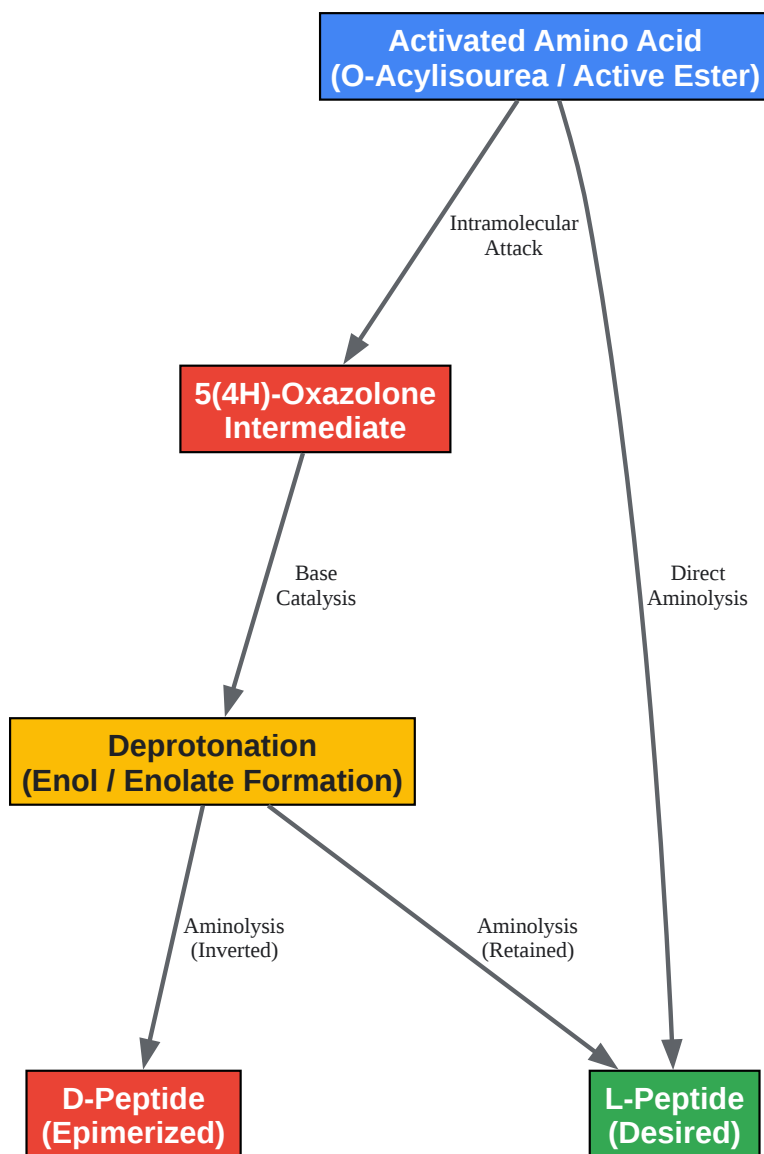 Activated Amino Acid
(O-Acylisourea / Active Ester)
Intramolecular
Attack
5(4H)-Oxazolone
Intermediate
Base
Catalysis
Direct
Aminolysis
Deprotonation
(Enol / Enolate Formation)
Aminolysis
(Inverted)
Aminolysis
(Retained)
D-Peptide
(Epimerized)
L-Peptide
(Desired)